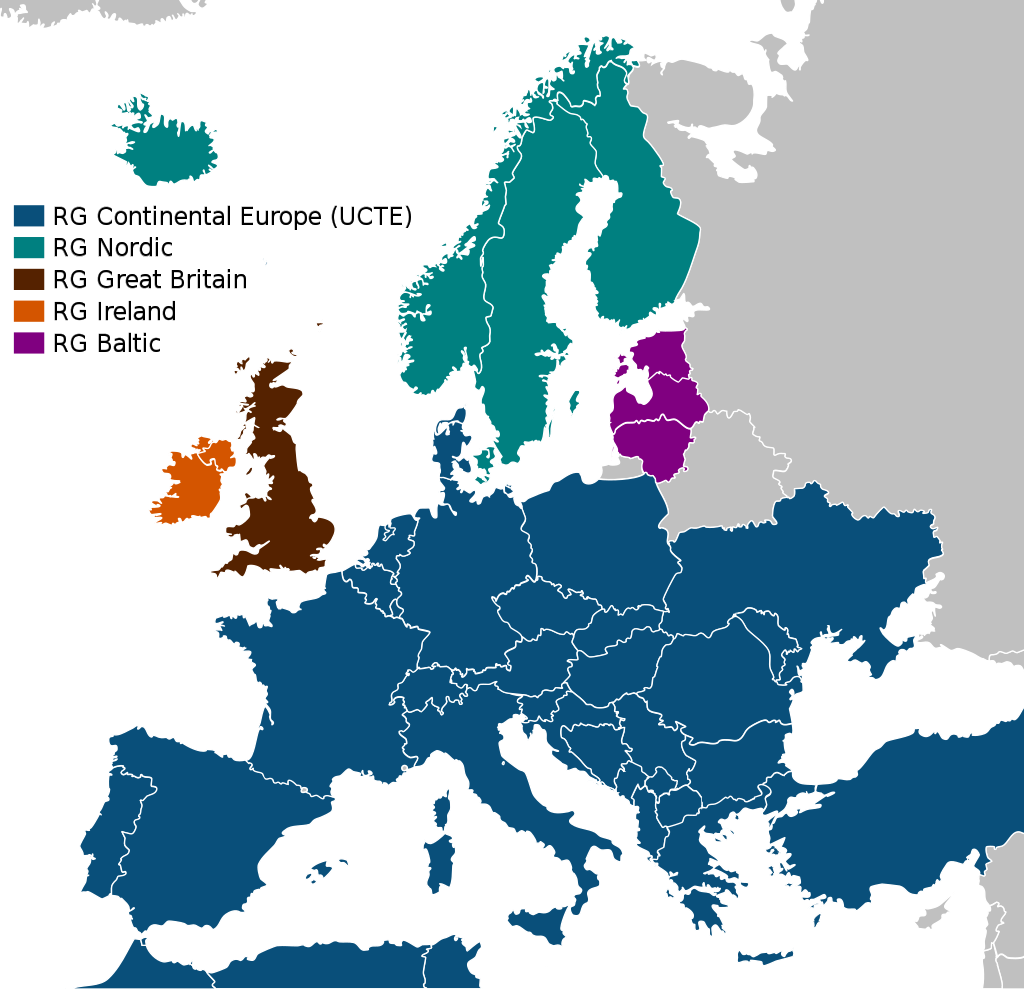 RG Continental Europe (UCTE)
RG Nordic
RG Great Britain
RG Ireland
RG Baltic